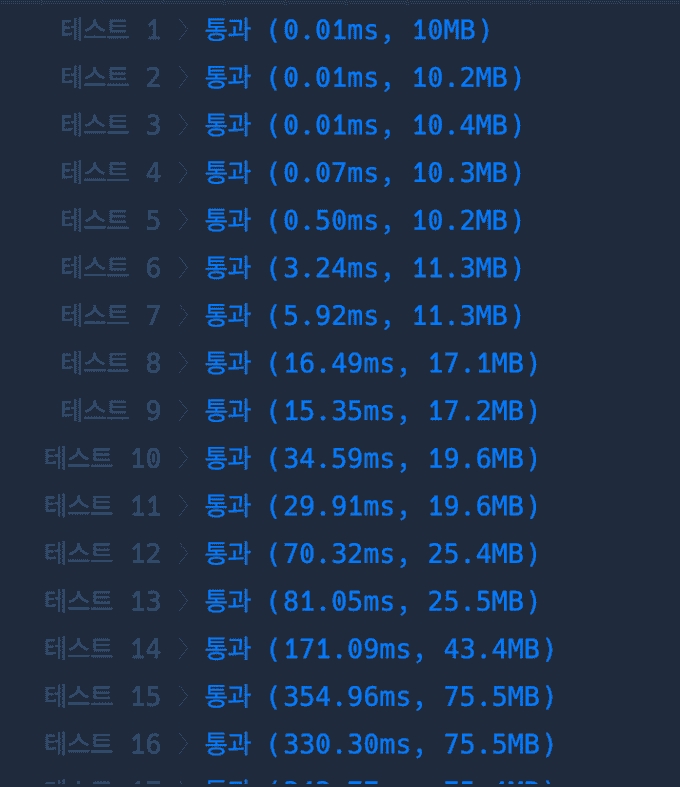 테스트 1 〉 통과 (0.01ms, 10MB)
테스트 2 〉 통과 (0.01ms, 10.2MB)
테스트 3 〉 통과 (0.01ms, 10.4MB)
테스트 4 〉 통과 (0.07ms, 10.3MB)
테스트 5 〉 통과 (0.50ms, 10.2MB)
테스트 6 〉 통과 (3.24ms, 11.3MB)
테스트 7 〉 통과 (5.92ms, 11.3MB)
테스트 8 〉 통과 (16.49ms, 17.1MB)
테스트 9 〉 통과 (15.35ms, 17.2MB)
테스트 10 〉 통과 (34.59ms, 19.6MB)
테스트 11 〉 통과 (29.91ms, 19.6MB)
테스트 12 〉 통과 (70.32ms, 25.4MB)
테스트 13 〉 통과 (81.05ms, 25.5MB)
테스트 14 〉 통과 (171.09ms, 43.4MB)
테스트 15 〉 통과 (354.96ms, 75.5MB)
테스트 16 〉 통과 (330.30ms, 75.5MB)